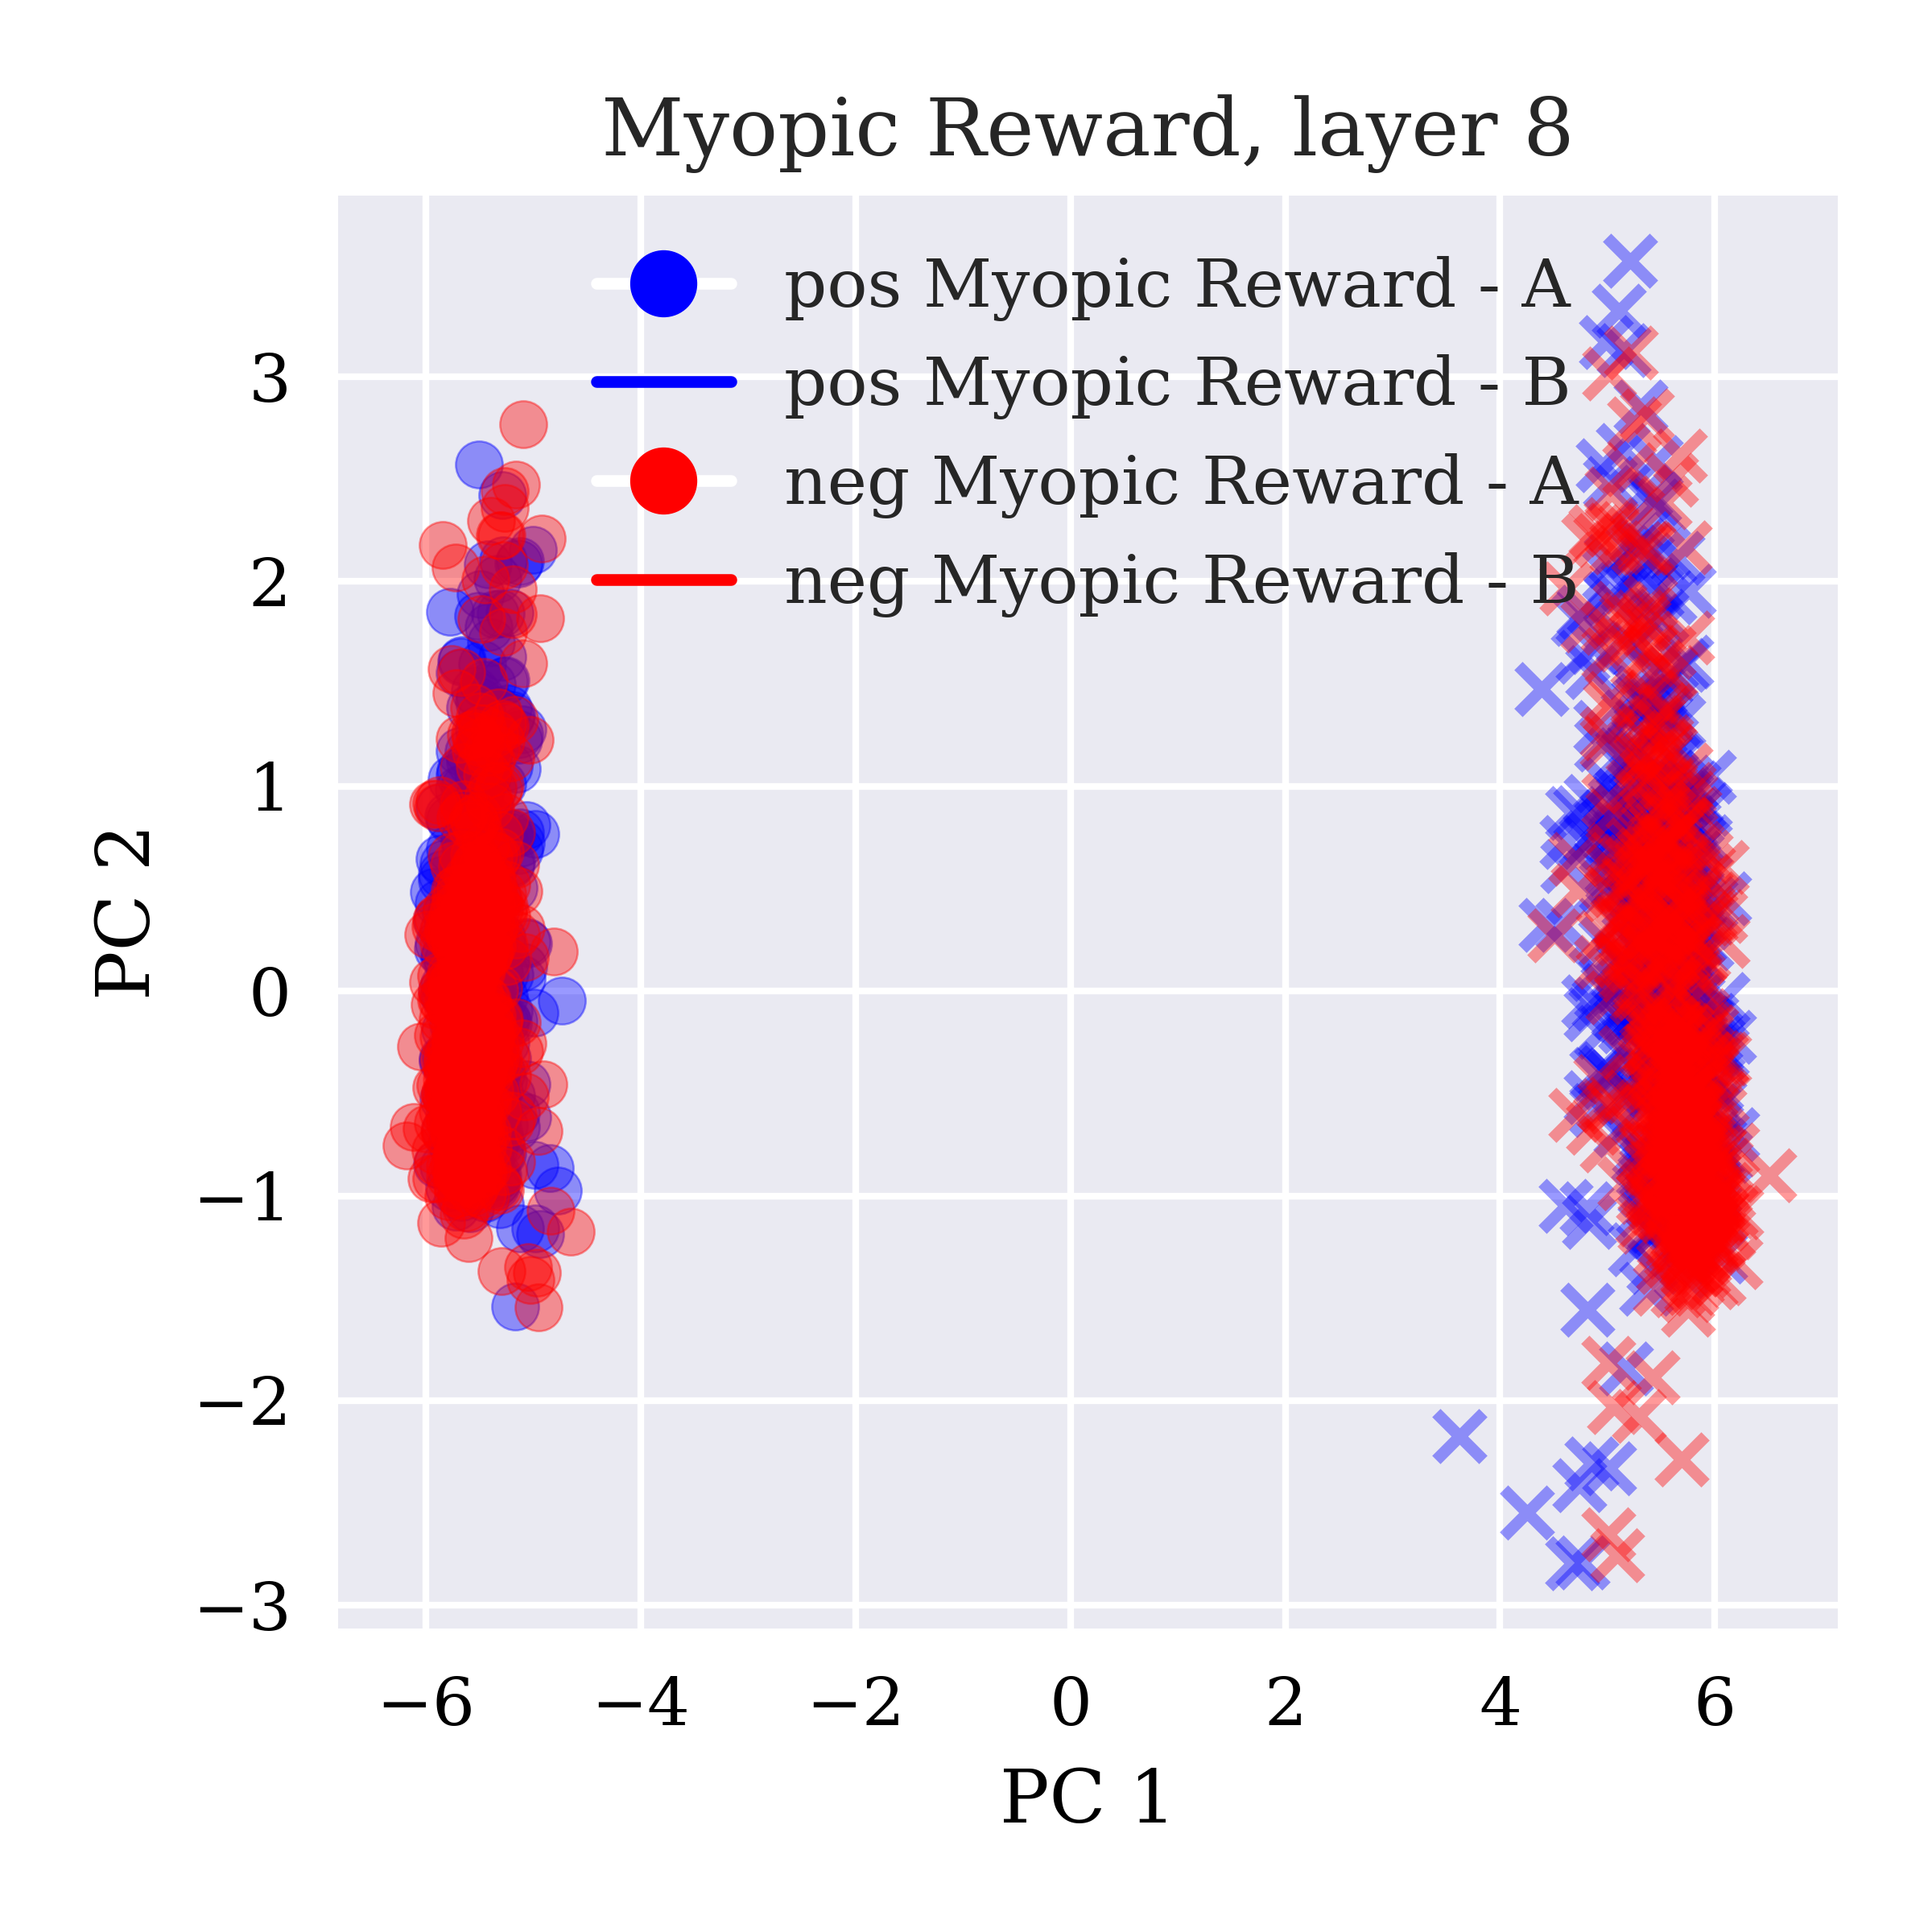 Myopic Reward, layer 8
pos Myopic Reward - A
pos Myopic Reward - B
neg Myopic Reward - A
neg Myopic Reward - B
3
2
1
0
−1
−2
−3
PC 2
−6 −4 −2 0 2 4 6
PC 1